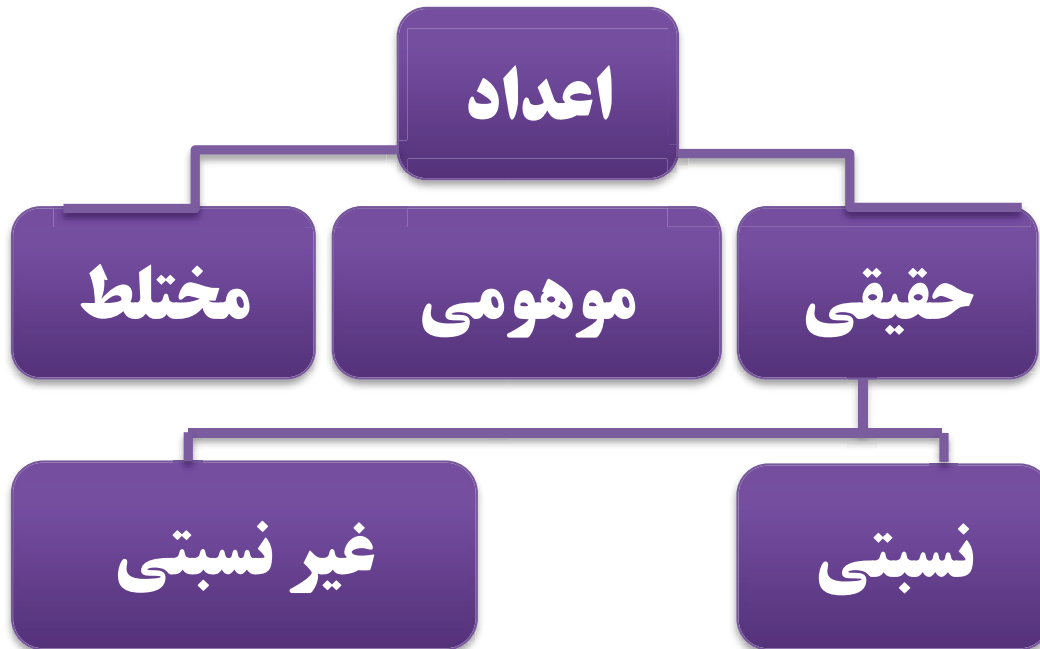 اعداد
حقیقی
موهومی
مختلط
نسبتی
غیر نسبتی